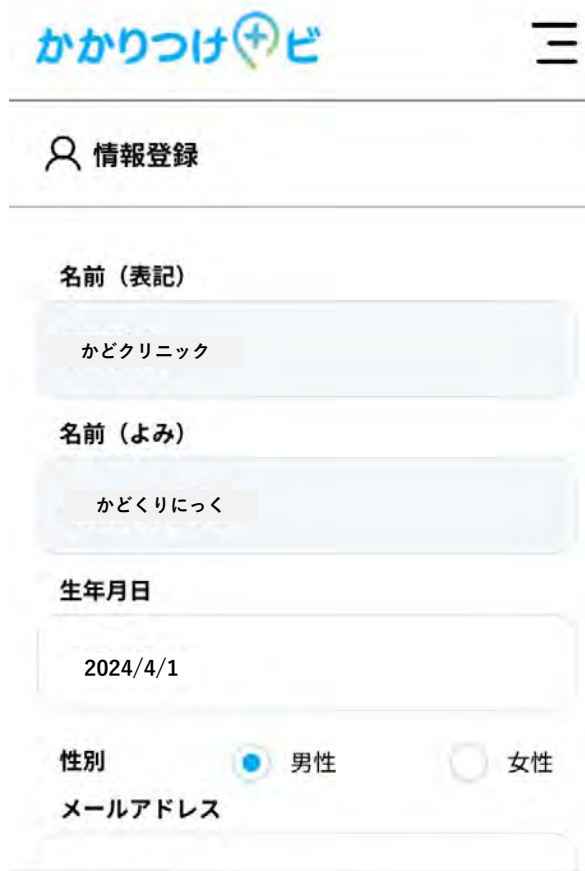 かかりつけナビ
情報登録
名前（表記）
かどクリニック
名前（よみ）
かどくりにっく
生年月日
2024/4/1
性別 男性 女性
メールアドレス